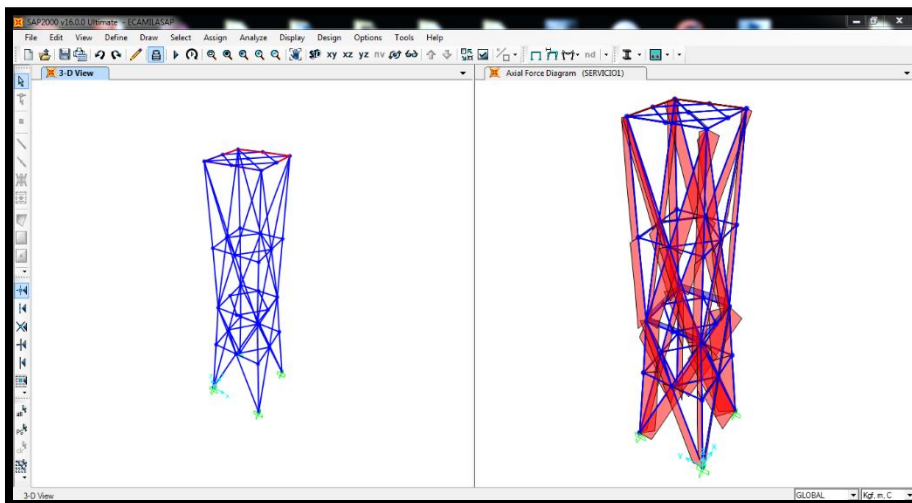 SAP2000 v16.0.0 Ultimate - ECAMILASAP
File Edit View Define Draw Select Assign Analyze Display Design Options Tools Help
xy xz yz nv nd
3-D View
Axial Force Diagram (SERVICIO1)
3-D View
GLOBAL
Kgf, m, C